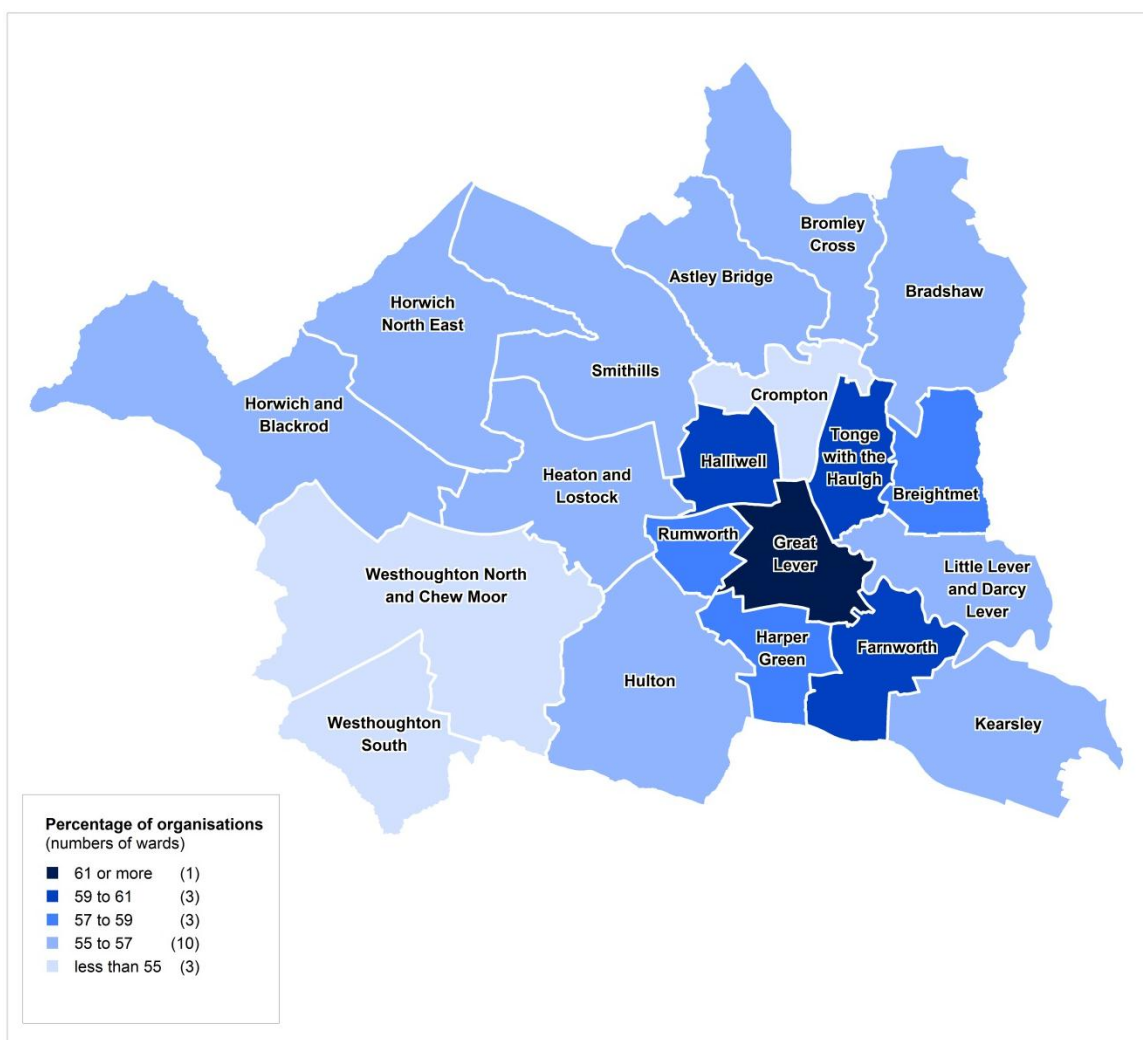 Bromley
Cross
Astley Bridge
Bradshaw
Horwich
North East
Smithills
Crompton
Horwich and
Blackrod
Tonge
with the
Haulgh
Halliwell
Heaton and
Lostock
Breightmet
Rumworth
Great
Lever
Westhoughton North
and Chew Moor
Little Lever
and Darcy
Lever
Harper
Green
Farnworth
Hulton
Westhoughton
South
Kearsley
Percentage of organisations
(numbers of wards)
61 or more (1)
59 to 61 (3)
57 to 59 (3)
55 to 57 (10)
less than 55 (3)